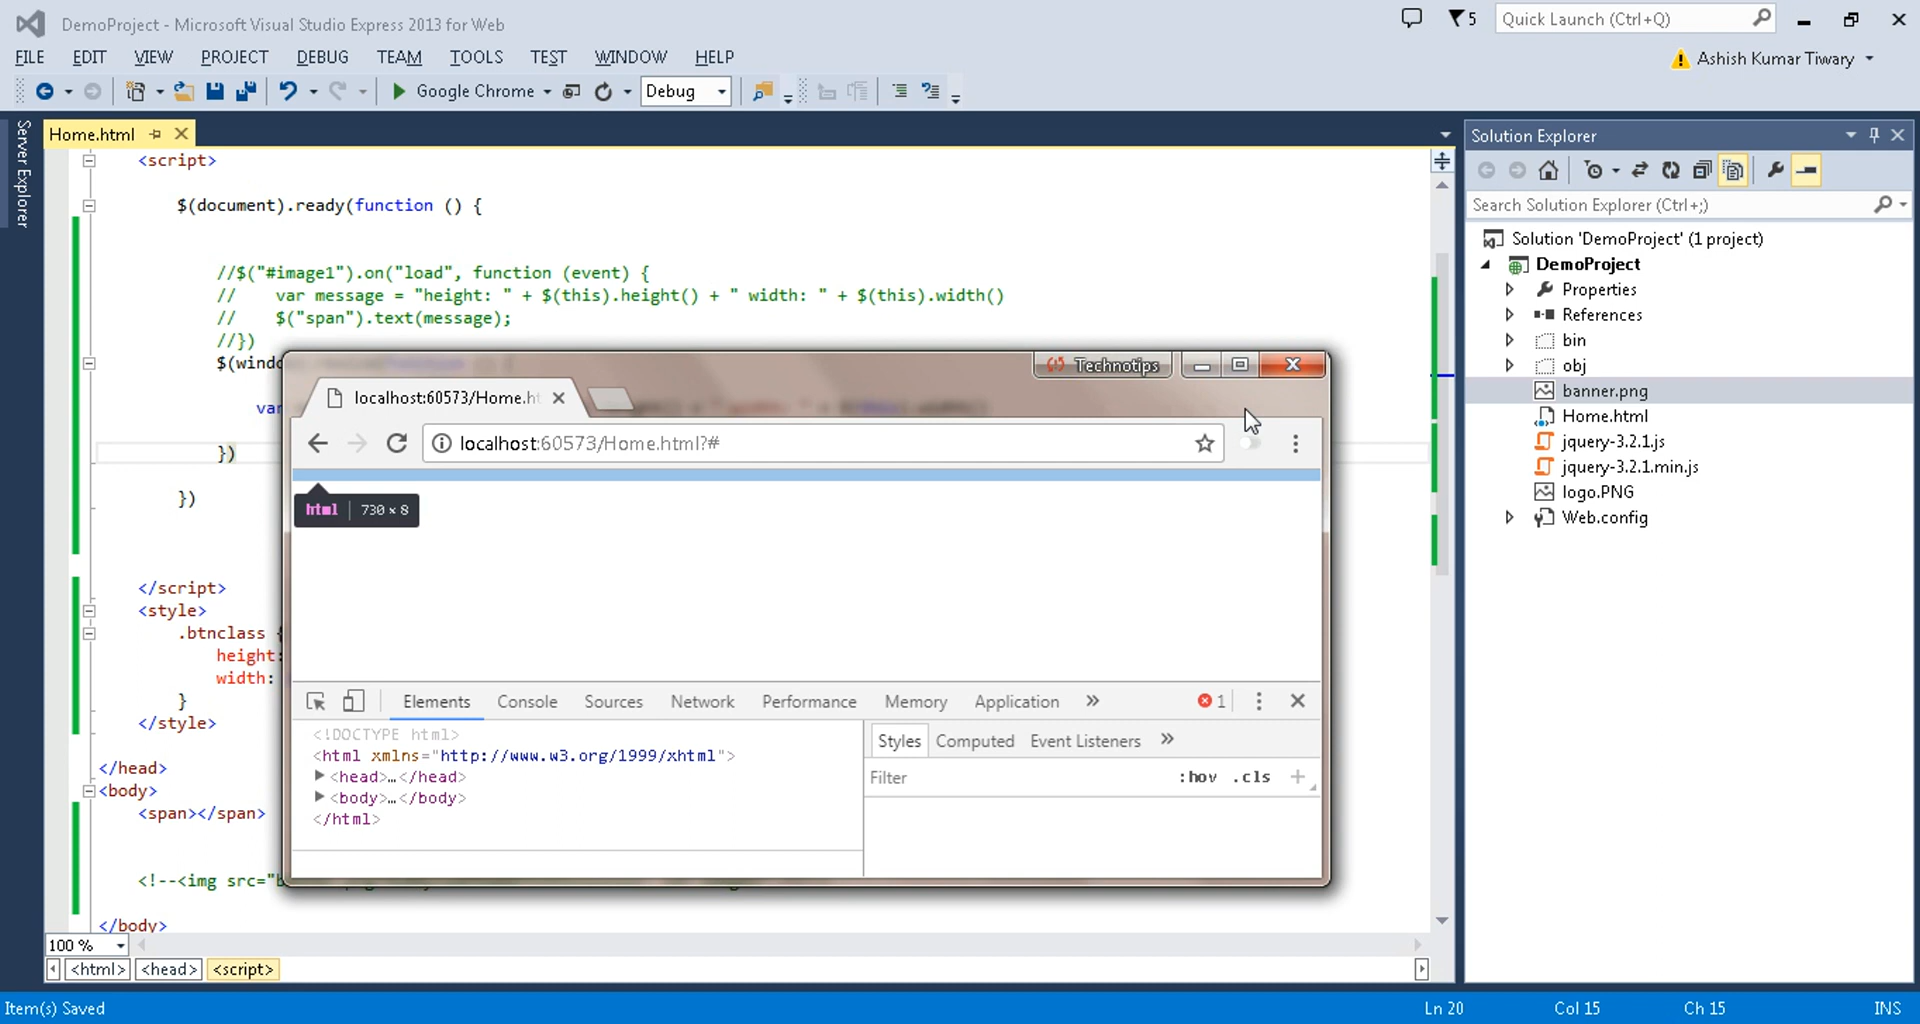 DemoProject - Microsoft Visual Studio Express 2013 for Web
5
Quick Launch (Ctrl+Q)
FILE EDIT VIEW PROJECT DEBUG TEAM TOOLS TEST WINDOW HELP
Ashish Kumar Tiwary
Google Chrome Debug
Server Explorer
Home.html
<script>
$(document).ready(function () {
//$("#image1").on("load", function (event) {
// var message = "height: " + $(this).height() + " width: " + $(this).width()
// $("span").text(message);
//})
$(wind
var
})
})
</script>
<style>
.btnclass {
height:
width:
}
</style>
</head>
<body>
<span></span>
<!--<img src="b
</body>
100 %
<html> <head> <script>
Technotips
localhost:60573/Home.ht
localhost:60573/Home.html?#
html 730 × 8
Elements Console Sources Network Performance Memory Application » 1
<!DOCTYPE html>
<html xmlns="http://www.w3.org/1999/xhtml">
<head>…</head>
<body>…</body>
</html>
Styles Computed Event Listeners »
Filter :hov .cls +
Solution Explorer
Search Solution Explorer (Ctrl+;)
Solution 'DemoProject' (1 project)
DemoProject
Properties
References
bin
obj
banner.png
Home.html
jquery-3.2.1.js
jquery-3.2.1.min.js
logo.PNG
Web.config
Item(s) Saved
Ln 20 Col 15 Ch 15 INS